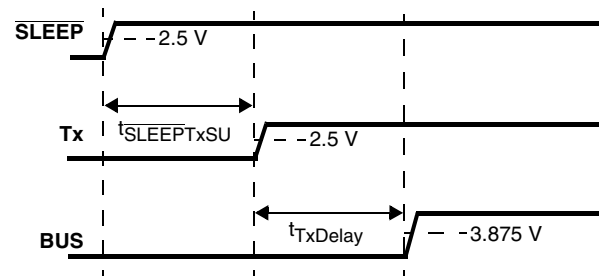 SLEEP
2.5 V
tSLEEPTxSU
Tx
2.5 V
tTxDelay
BUS
3.875 V